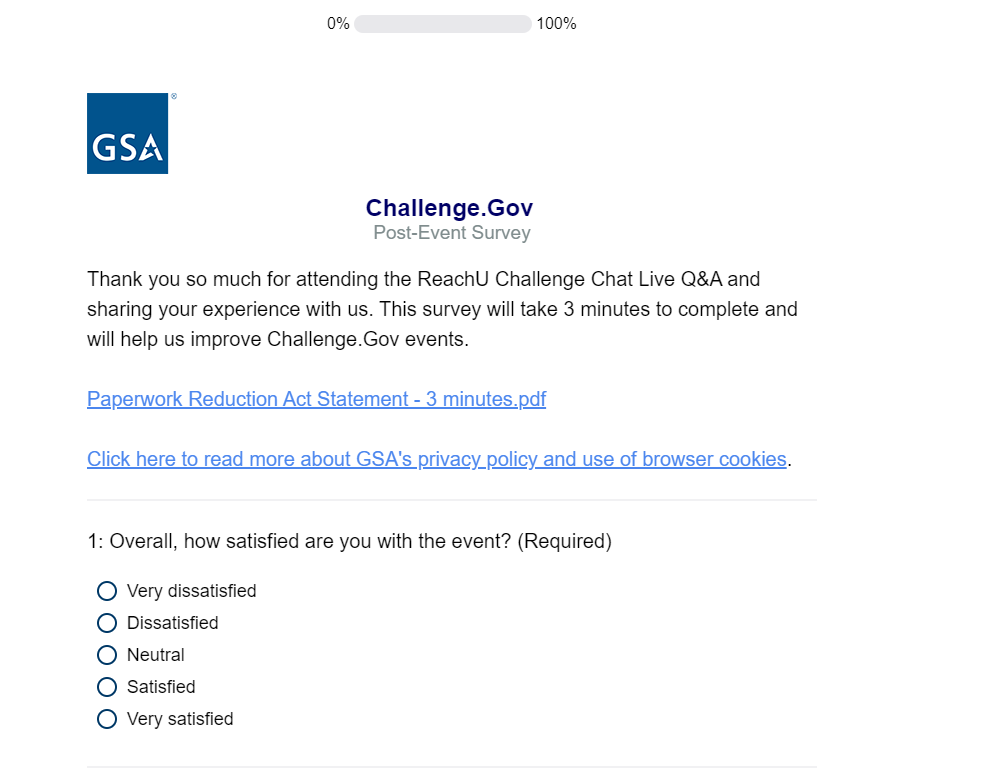 0% 100%
®
GSA
Challenge.Gov
Post-Event Survey
Thank you so much for attending the ReachU Challenge Chat Live Q&A and
sharing your experience with us. This survey will take 3 minutes to complete and
will help us improve Challenge.Gov events.
Paperwork Reduction Act Statement - 3 minutes.pdf
Click here to read more about GSA's privacy policy and use of browser cookies.
1: Overall, how satisfied are you with the event? (Required)
Very dissatisfied
Dissatisfied
Neutral
Satisfied
Very satisfied